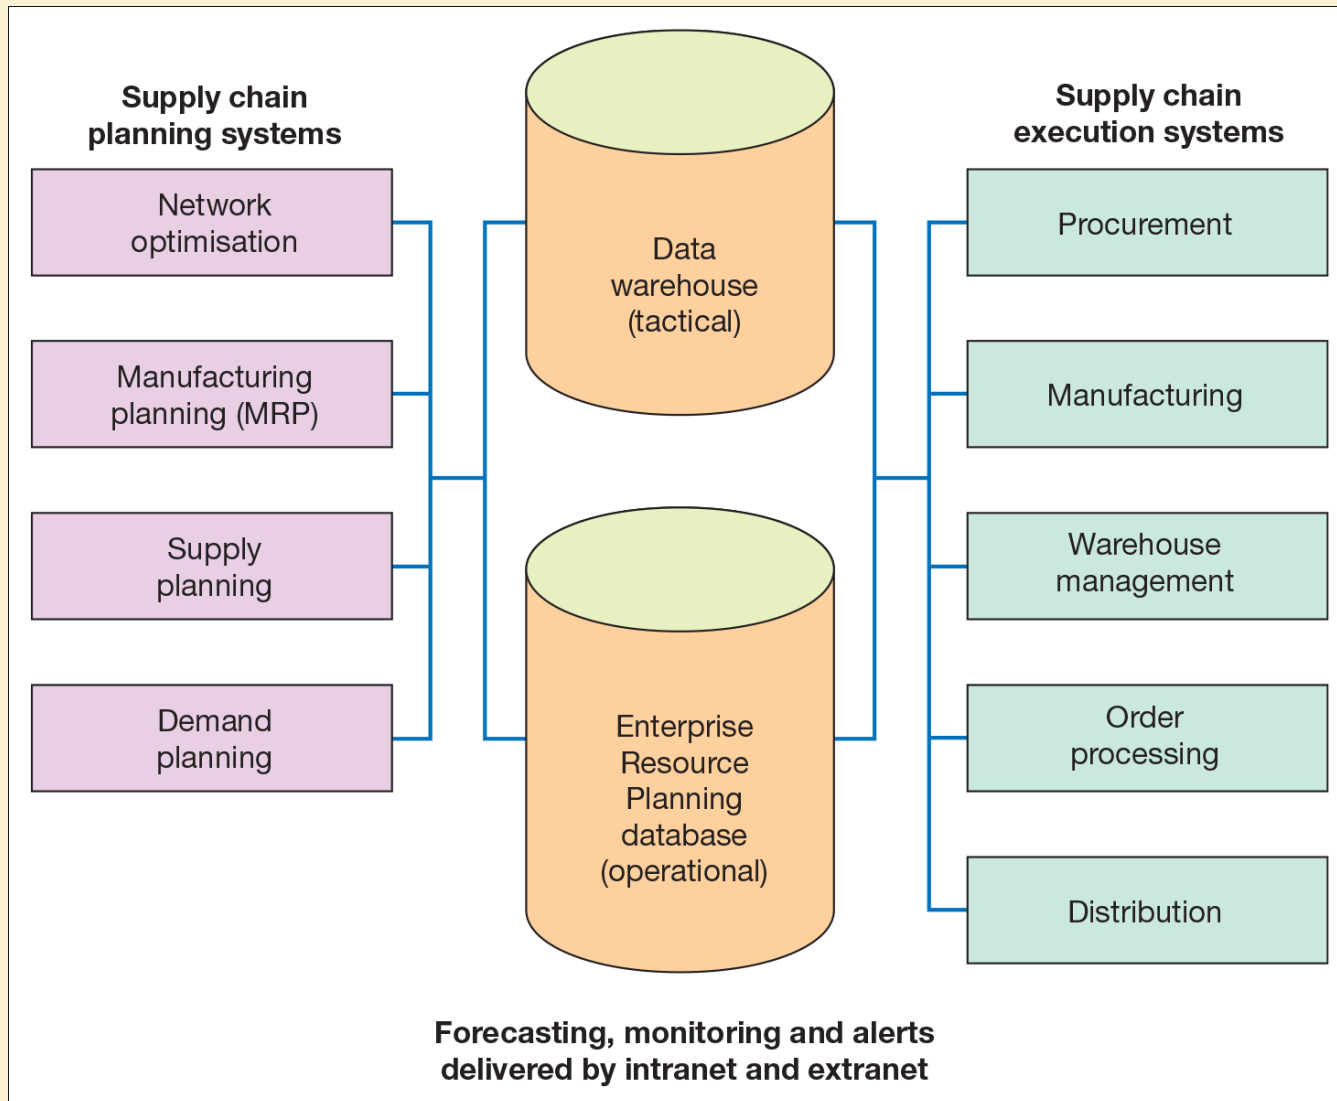 Supply chain
planning systems
Network
optimisation
Manufacturing
planning (MRP)
Supply
planning
Demand
planning
Data
warehouse
(tactical)
Enterprise
Resource
Planning
database
(operational)
Supply chain
execution systems
Procurement
Manufacturing
Warehouse
management
Order
processing
Distribution
Forecasting, monitoring and alerts
delivered by intranet and extranet